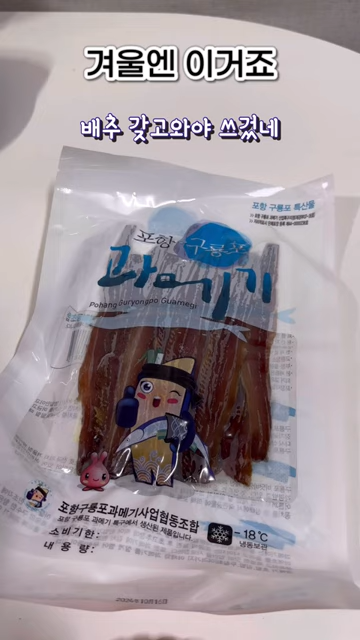 겨울엔 이거죠
배추 갖고와야 쓰겄네
포항 구룡포 특산물
포항 구룡포
과메기
Pohang Guryongpo Guamegi
포항구룡포과메기사업협동조합
포항 구룡포 과메기 특구에서 생산된 제품입니다
소 비 기 한 :
내 용 량 :
-18℃
냉동보관